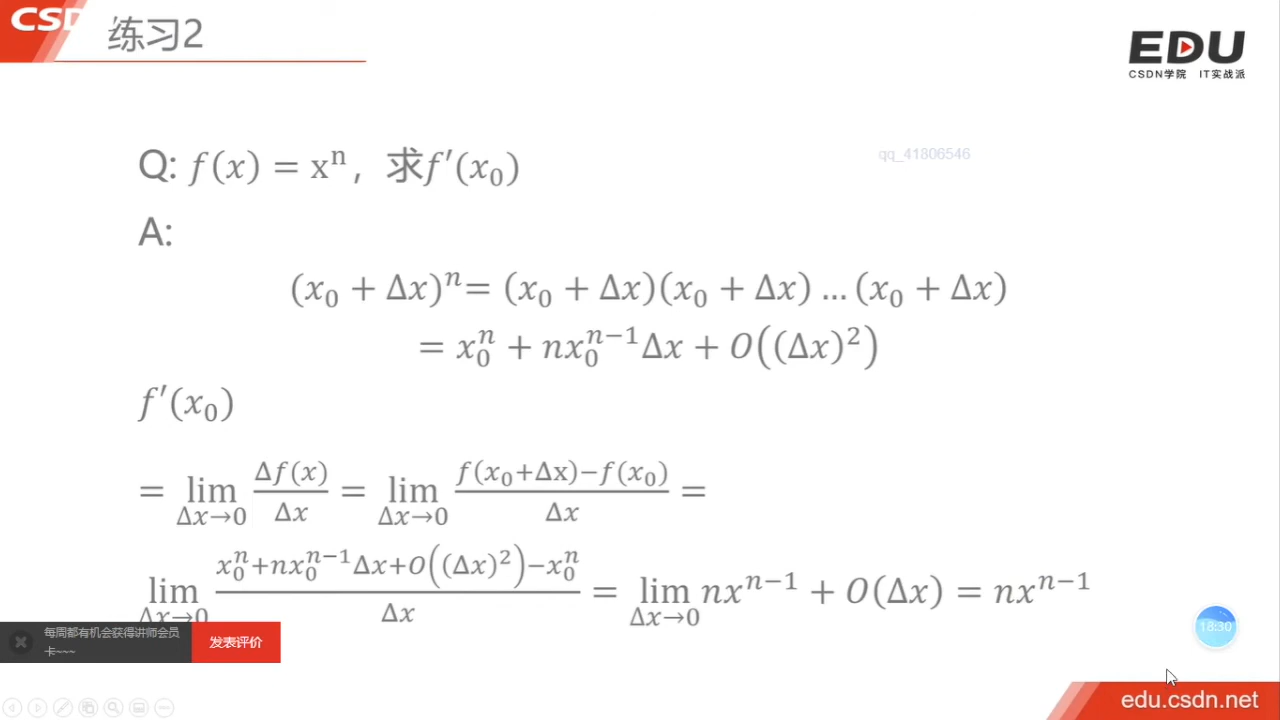 CSD
练习2
EDU
CSDN学院 IT实战派
Q: f(x) = xⁿ，求f′(x₀)
qq_41806546
A:
(x₀ + Δx)ⁿ= (x₀ + Δx)(x₀ + Δx) ... (x₀ + Δx)
= x₀ⁿ + nx₀ⁿ⁻¹Δx + O((Δx)²)
f′(x₀)
= lim_{Δx→0} Δf(x)/Δx = lim_{Δx→0} (f(x₀+Δx)−f(x₀))/Δx =
lim_{Δx→0} (x₀ⁿ+nx₀ⁿ⁻¹Δx+O((Δx)²)−x₀ⁿ)/Δx = lim_{Δx→0} nxⁿ⁻¹ + O(Δx) = nxⁿ⁻¹
每周都有机会获得讲师会员
卡~~~
发表评价
18:30
edu.csdn.net